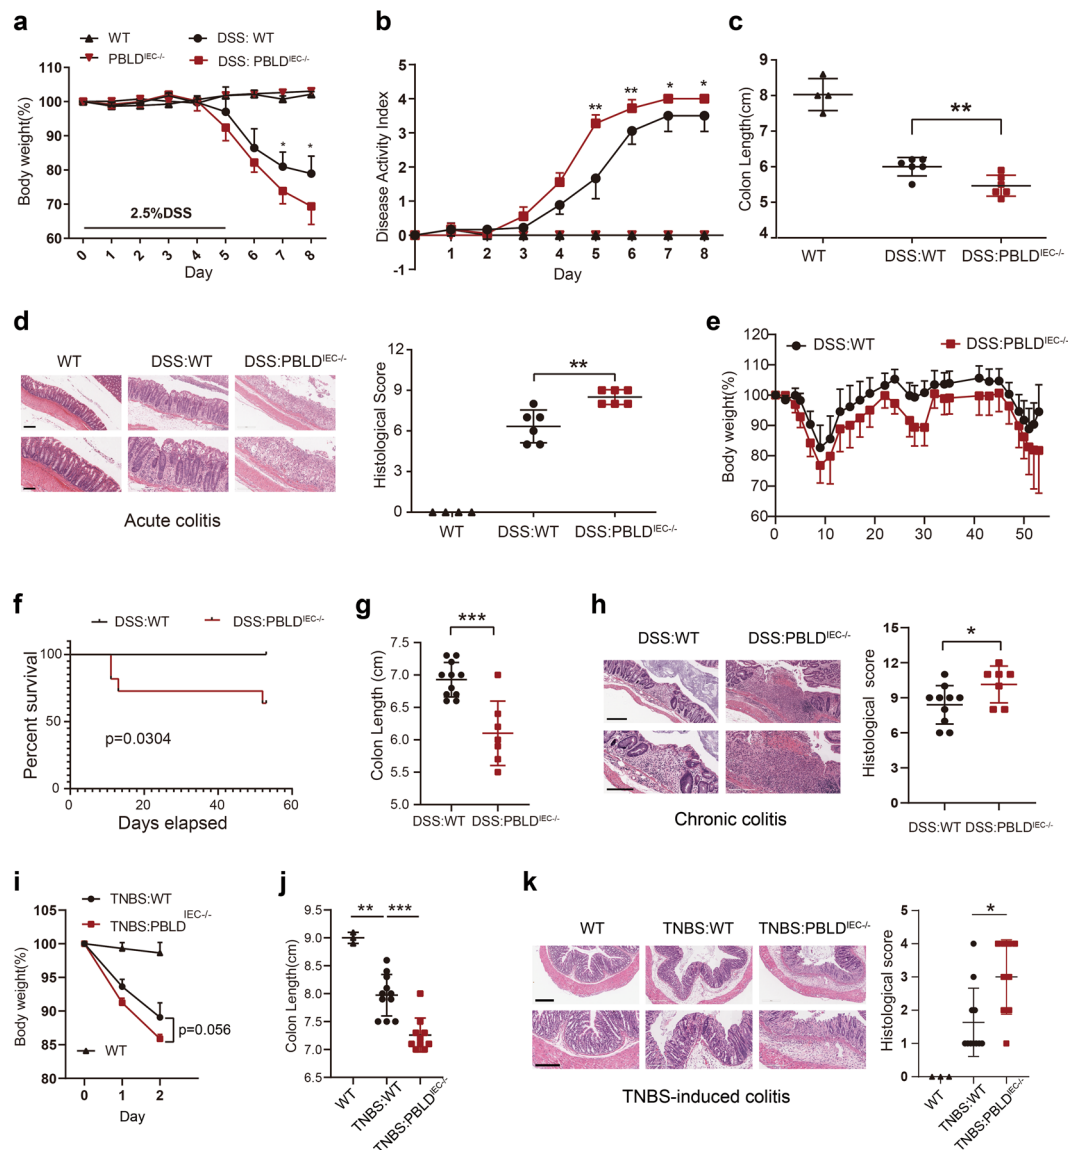 a
WT
DSS: WT
PBLD^IEC-/-
DSS: PBLD^IEC-/-
Body weight(%)
110
100
90
80
70
60
2.5%DSS
*
*
0 1 2 3 4 5 6 7 8
Day
b
Disease Activity Index
5
4
3
2
1
0
-1
** ** * *
1 2 3 4 5 6 7 8
Day
c
Colon Length(cm)
9
8
7
6
5
4
**
WT DSS:WT DSS:PBLD^IEC-/-
d
WT DSS:WT DSS:PBLD^IEC-/-
Acute colitis
Histological Score
12
9
6
3
0
**
WT DSS:WT DSS:PBLD^IEC-/-
e
DSS:WT DSS:PBLD^IEC-/-
Body weight(%)
120
110
100
90
80
70
60
0 10 20 30 40 50
f
DSS:WT DSS:PBLD^IEC-/-
Percent survival
100
50
0
p=0.0304
0 20 40 60
Days elapsed
g
Colon Length (cm)
7.5
7.0
6.5
6.0
5.5
5.0
***
DSS:WT DSS:PBLD^IEC-/-
h
DSS:WT DSS:PBLD^IEC-/-
Chronic colitis
Histological score
15
12
9
6
3
0
*
DSS:WT DSS:PBLD^IEC-/-
i
TNBS:WT
TNBS:PBLD^IEC-/-
Body weight(%)
105
100
95
90
85
80
p=0.056
WT
0 1 2
Day
j
Colon Length(cm)
9.5
9.0
8.5
8.0
7.5
7.0
6.5
** ***
WT
TNBS:WT
TNBS:PBLD^IEC-/-
k
WT TNBS:WT TNBS:PBLD^IEC-/-
TNBS-induced colitis
Histological score
5
4
3
2
1
0
*
WT
TNBS:WT
TNBS:PBLD^IEC-/-